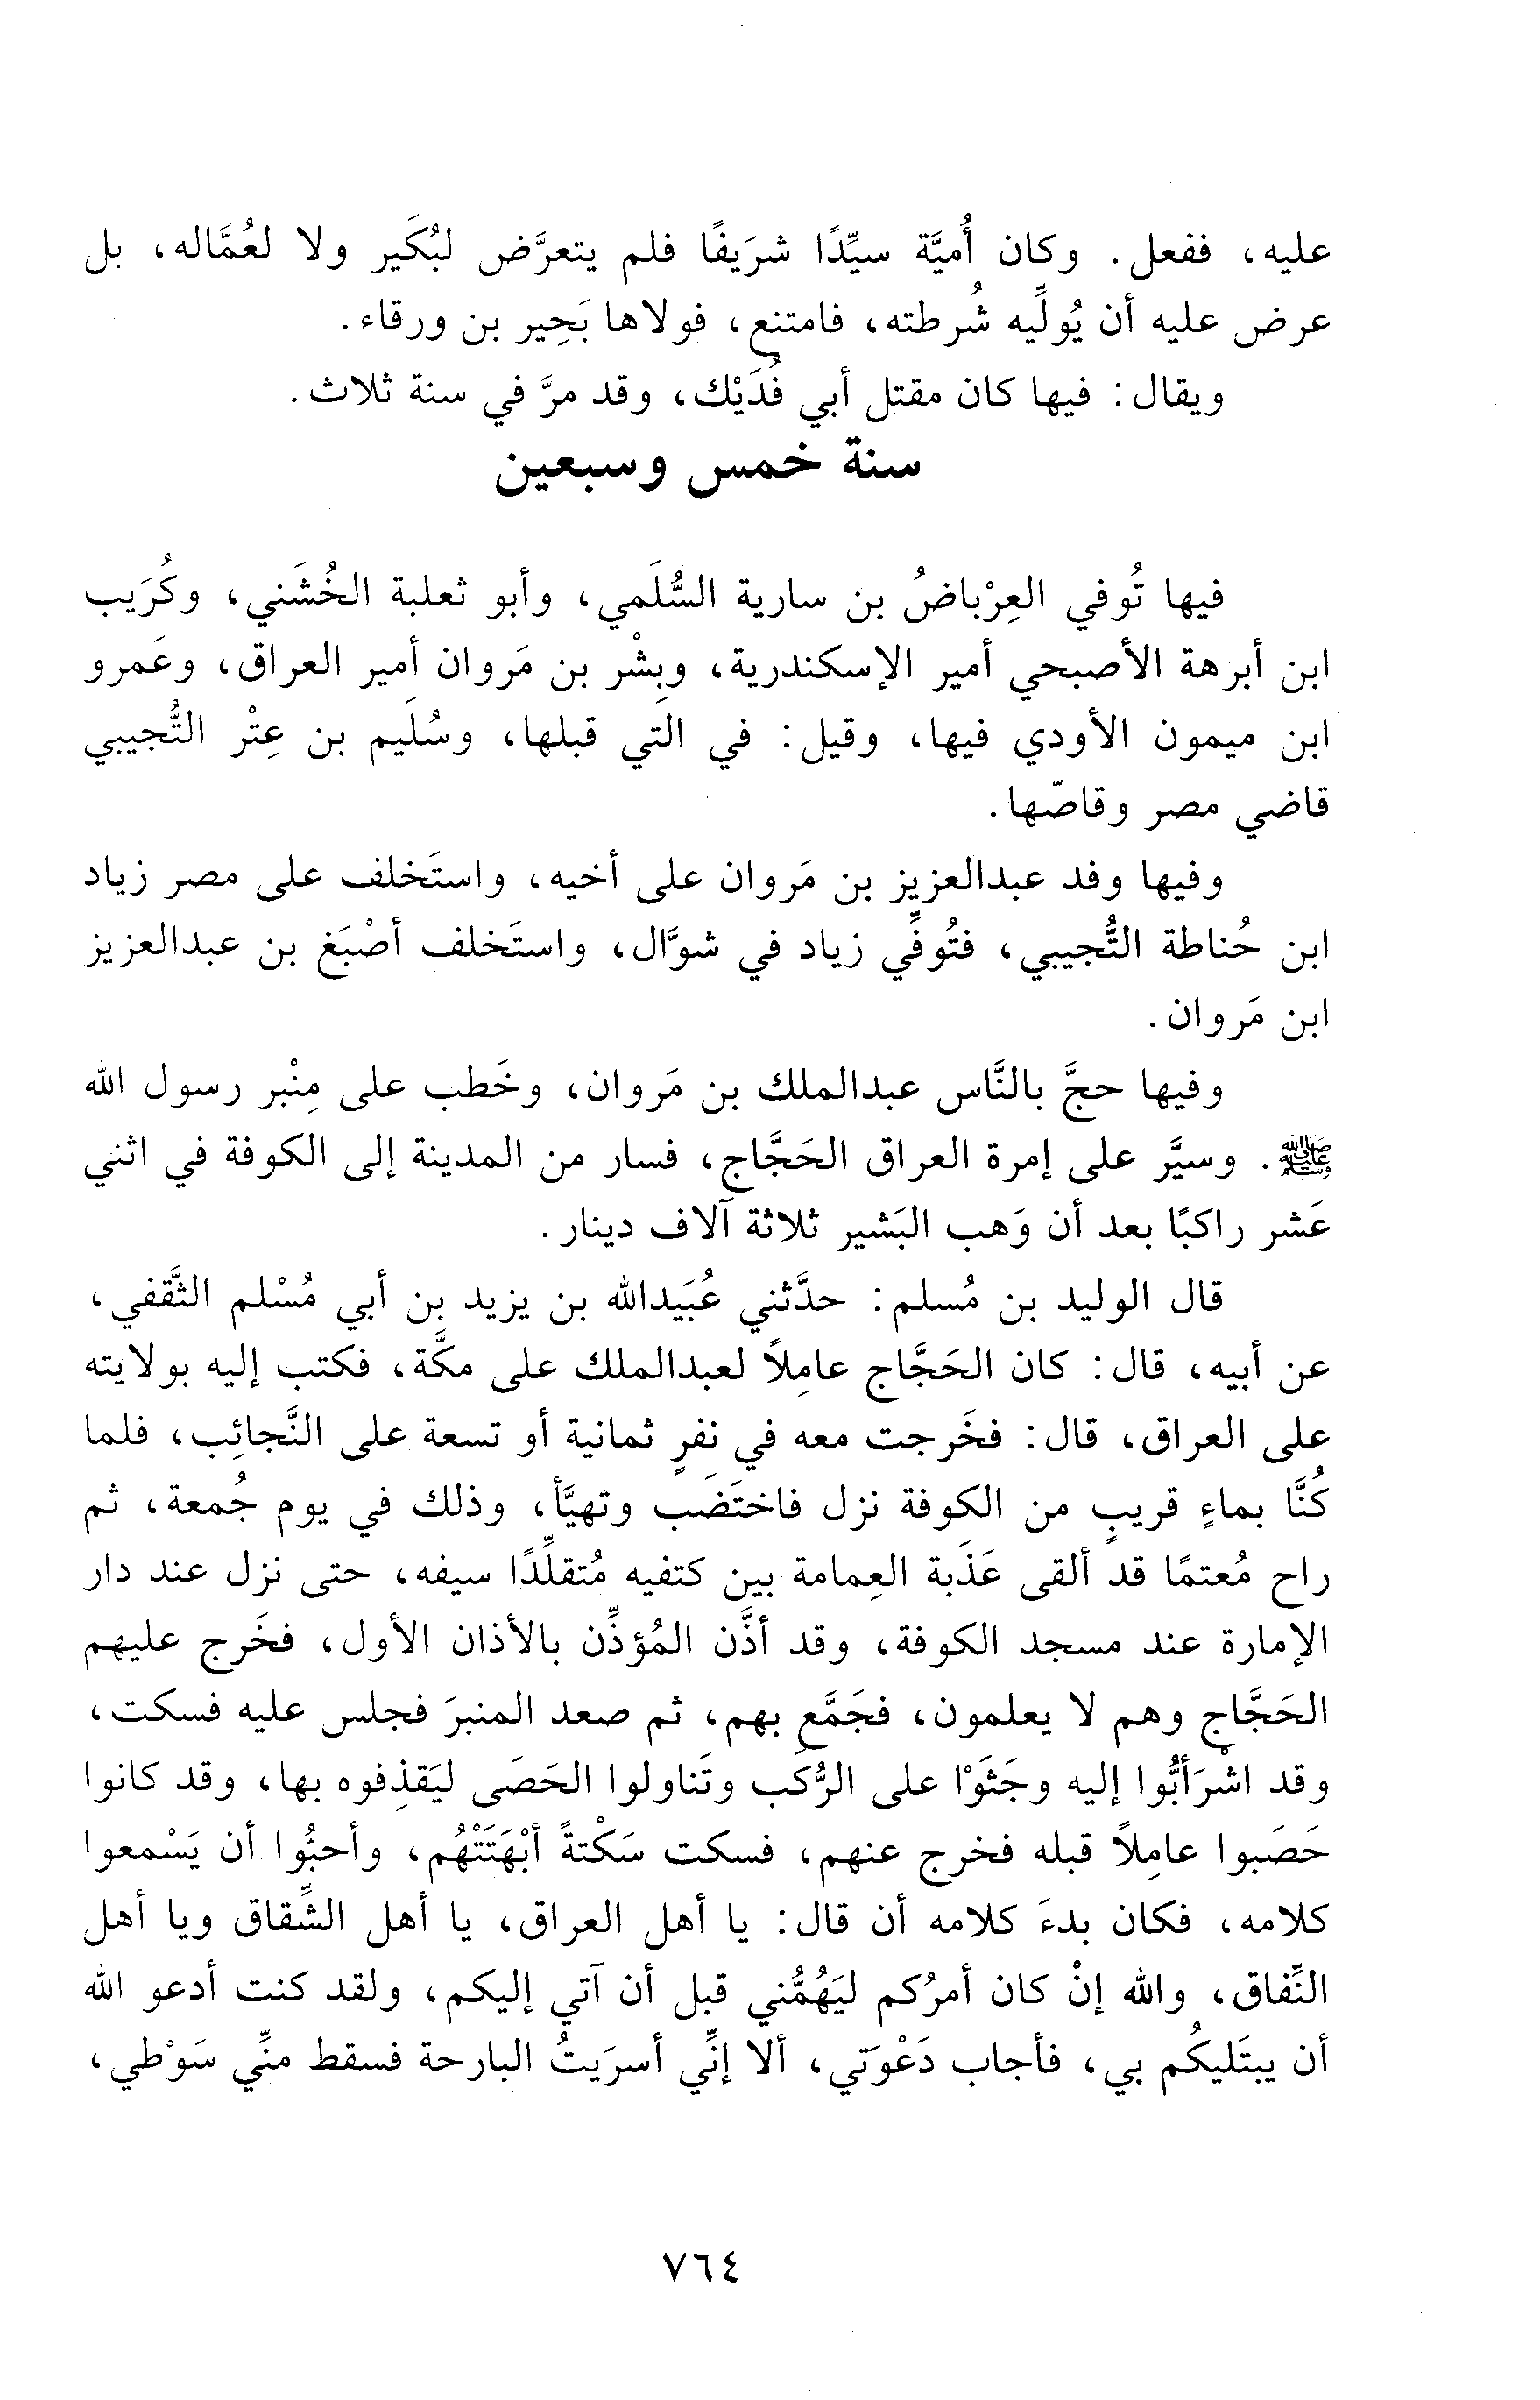 عليه، ففعل. وكان أُميَّة سيِّدًا شرَيفًا فلم يتعرَّض لبُكَير ولا لعُمَّاله، بل
عرض عليه أن يُولِّيه شُرطته، فامتنع، فولاها بَحِير بن ورقاء.
ويقال: فيها كان مقتل أبي فُدَيْك، وقد مرَّ في سنة ثلاث.
سنة خمس وسبعين
فيها تُوفي العِرْباضُ بن سارية السُّلَمي، وأبو ثعلبة الخُشَني، وكُرَيب
ابن أبرهة الأصبحي أمير الإسكندرية، وبِشْر بن مَروان أمير العراق، وعَمرو
ابن ميمون الأودي فيها، وقيل: في التي قبلها، وسُلَيم بن عِتْر التُّجيبي
قاضي مصر وقاصّها.
وفيها وفد عبدالعزيز بن مَروان على أخيه، واستَخلف على مصر زياد
ابن حُناطة التُّجيبي، فتُوفِّي زياد في شوَّال، واستَخلف أصْبَغ بن عبدالعزيز
ابن مَروان.
وفيها حجَّ بالنَّاس عبدالملك بن مَروان، وخَطب على مِنْبر رسول الله
ﷺ. وسيَّر على إمرة العراق الحَجَّاج، فسار من المدينة إلى الكوفة في اثني
عَشر راكبًا بعد أن وَهب البَشير ثلاثة آلاف دينار.
قال الوليد بن مُسلم: حدَّثني عُبَيدالله بن يزيد بن أبي مُسْلم الثَّقفي،
عن أبيه، قال: كان الحَجَّاج عامِلاً لعبدالملك على مكَّة، فكتب إليه بولايته
على العراق، قال: فخَرجت معه في نفرٍ ثمانية أو تسعة على النَّجائِب، فلما
كُنَّا بماءٍ قريبٍ من الكوفة نزل فاختَضَب وتهيَّأ، وذلك في يوم جُمعة، ثم
راح مُعتمًا قد ألقى عَذَبة العِمامة بين كتفيه مُتقلِّدًا سيفه، حتى نزل عند دار
الإمارة عند مسجد الكوفة، وقد أذَّن المُؤذِّن بالأذان الأول، فخَرج عليهم
الحَجَّاج وهم لا يعلمون، فجَمَّع بهم، ثم صعد المنبرَ فجلس عليه فسكت،
وقد اشْرَأبُّوا إليه وجَثَوْا على الرُّكَب وتَناولوا الحَصَى ليَقذِفوه بها، وقد كانوا
حَصَبوا عامِلاً قبله فخرج عنهم، فسكت سَكْتةً أبْهَتَتْهُم، وأحبُّوا أن يَسْمعوا
كلامه، فكان بدءَ كلامه أن قال: يا أهل العراق، يا أهل الشِّقاق ويا أهل
النِّفاق، والله إنْ كان أمرُكم ليَهُمُّني قبل أن آتي إليكم، ولقد كنت أدعو الله
أن يبتَليكُم بي، فأجاب دَعْوَتي، ألا إنِّي أسرَيتُ البارحة فسقط منِّي سَوْطي،
٧٦٤